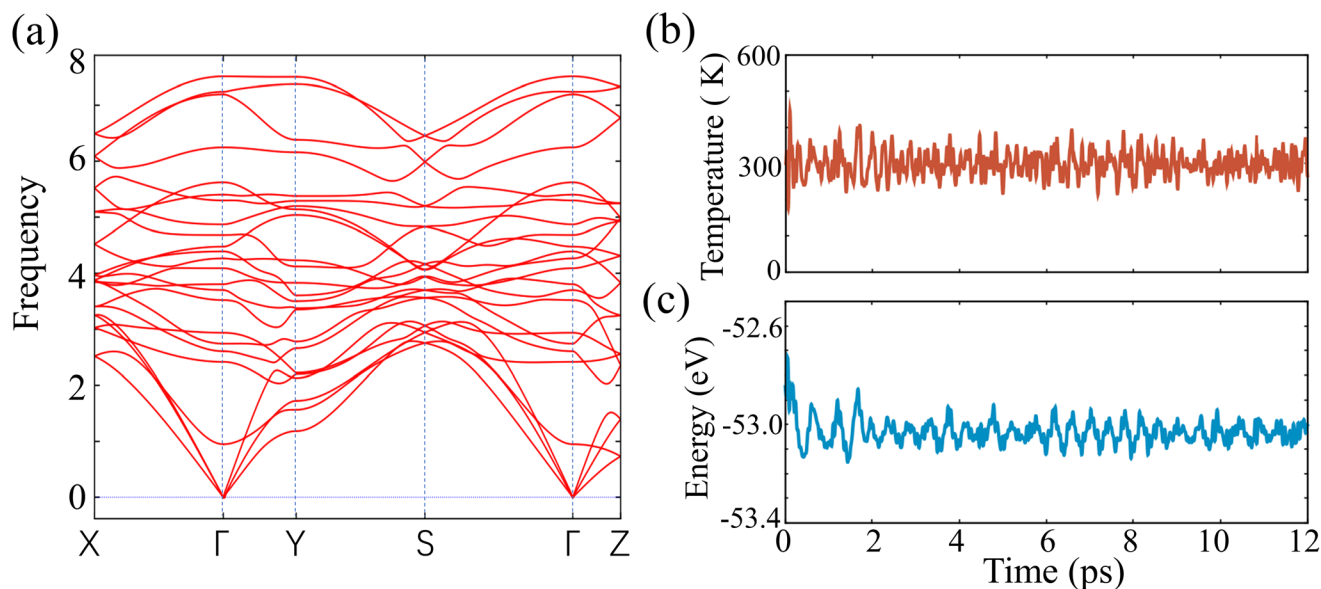 (a)
8
6
4
2
0
Frequency
X Γ Y S Γ Z
(b)
600
300
0
Temperature ( K)
(c)
-52.6
-53.0
-53.4
Energy (eV)
0 2 4 6 8 10 12
Time (ps)